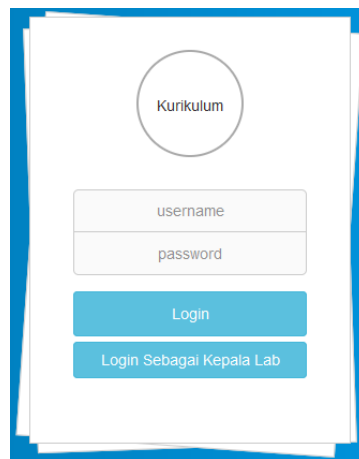 Kurikulum
username
password
Login
Login Sebagai Kepala Lab